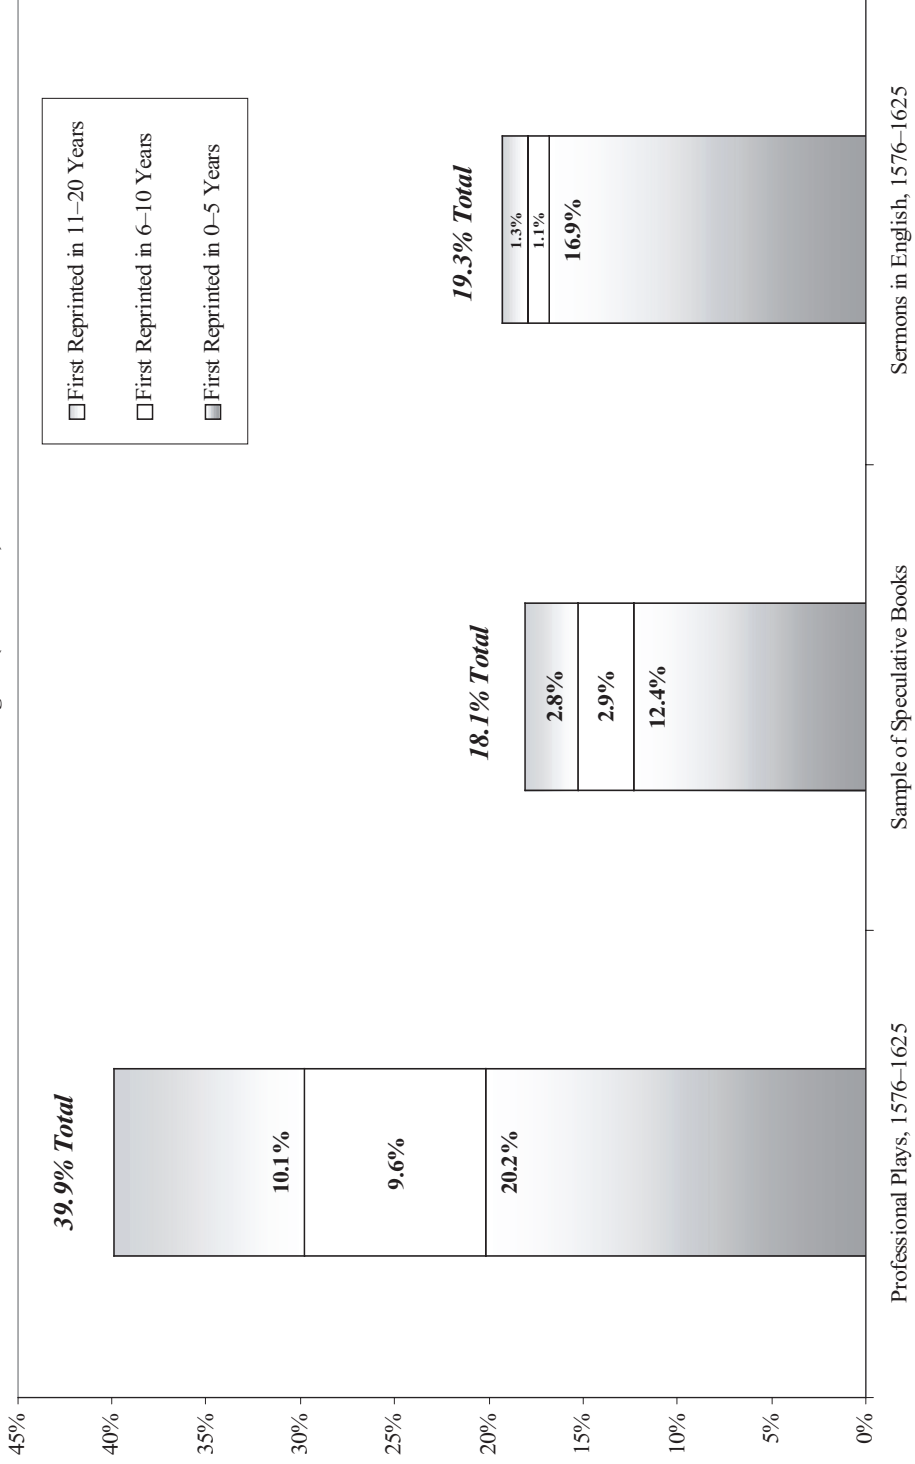 45%
40%
35%
30%
25%
20%
15%
10%
5%
0%
39.9% Total
10.1%
9.6%
20.2%
18.1% Total
2.8%
2.9%
12.4%
19.3% Total
1.3%
1.1%
16.9%
First Reprinted in 11–20 Years
First Reprinted in 6–10 Years
First Reprinted in 0–5 Years
Professional Plays, 1576–1625
Sample of Speculative Books
Sermons in English, 1576–1625